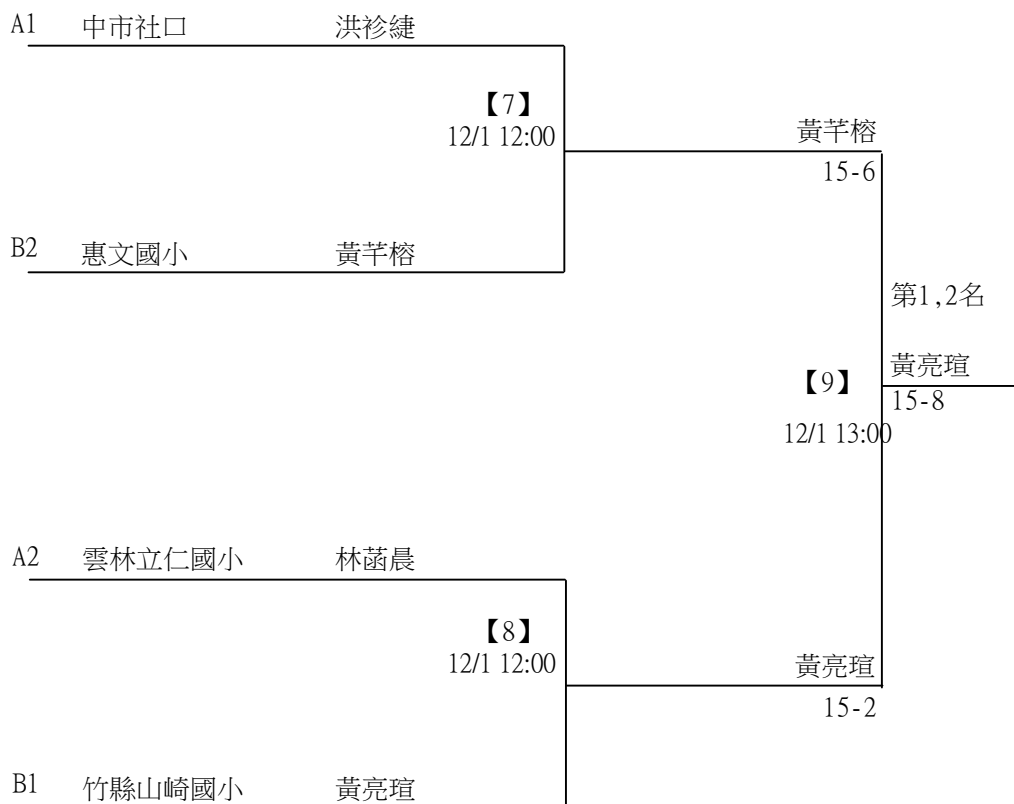 A1 中市社口 洪袗緁
【7】
12/1 12:00
黃芊榕
15-6
B2 惠文國小 黃芊榕
第1,2名
黃亮瑄
【9】
15-8
12/1 13:00
A2 雲林立仁國小 林菡晨
【8】
12/1 12:00
黃亮瑄
15-2
B1 竹縣山崎國小 黃亮瑄